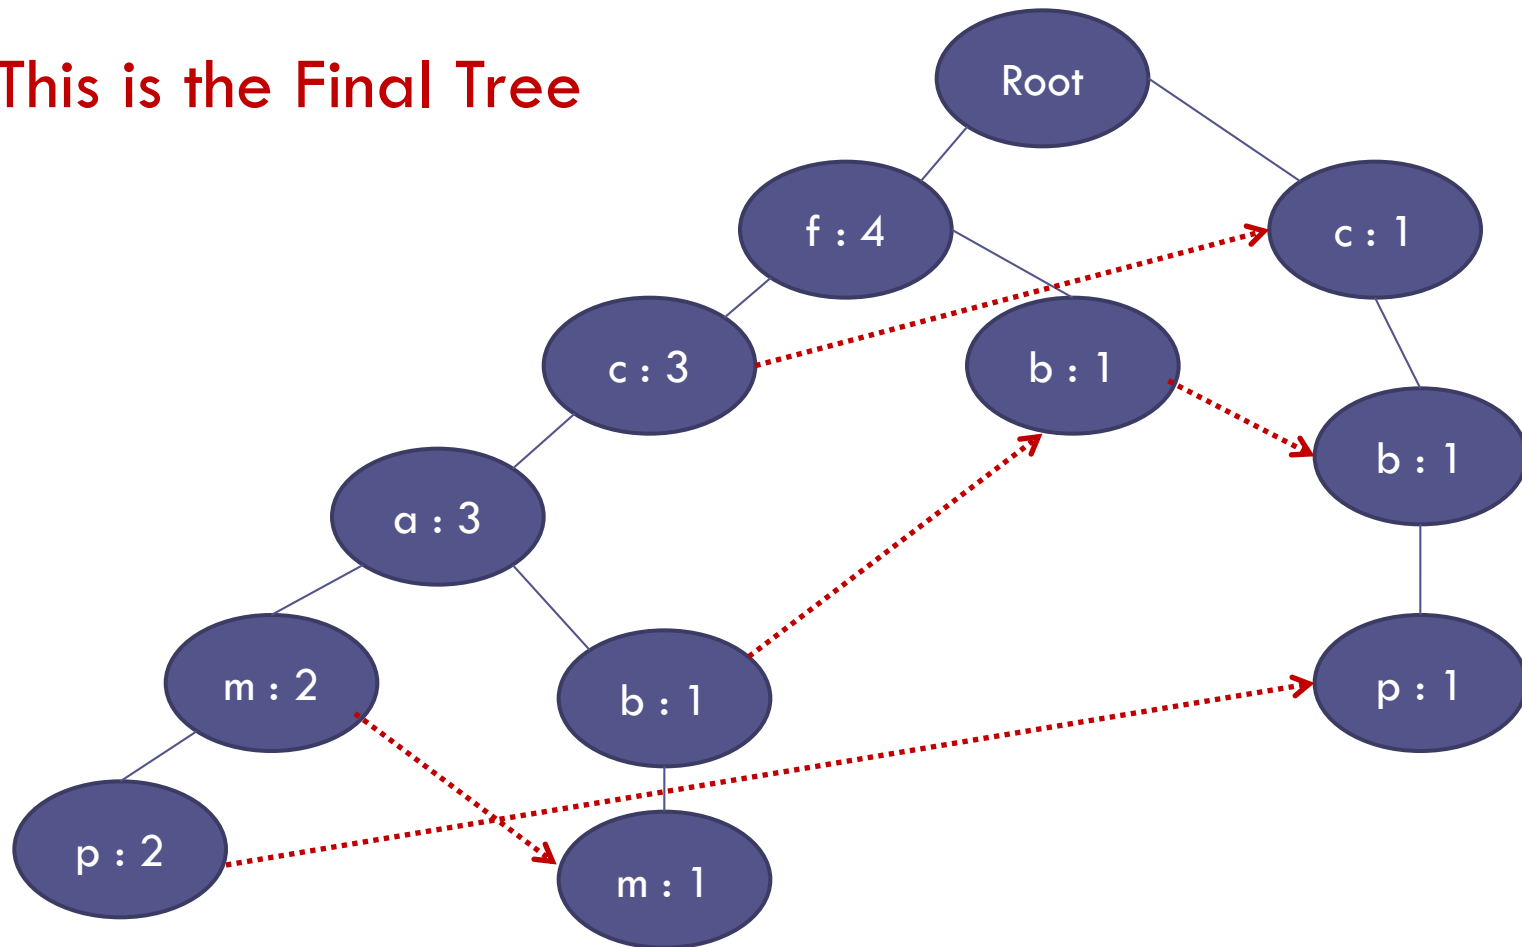 This is the Final Tree
Root
f : 4
c : 1
c : 3
b : 1
b : 1
a : 3
m : 2
b : 1
p : 1
p : 2
m : 1